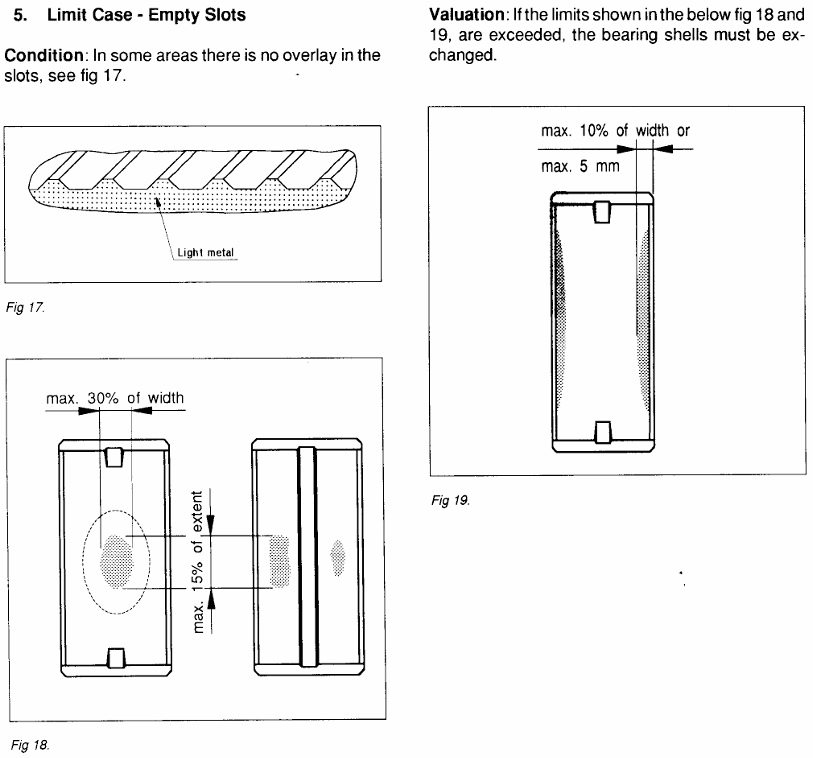 5. Limit Case - Empty Slots
Condition: In some areas there is no overlay in the
slots, see fig 17.
Light metal
Fig 17.
max. 30% of width
max. 15% of extent
Fig 18.
Valuation: If the limits shown in the below fig 18 and
19, are exceeded, the bearing shells must be ex-
changed.
max. 10% of width or
max. 5 mm
Fig 19.